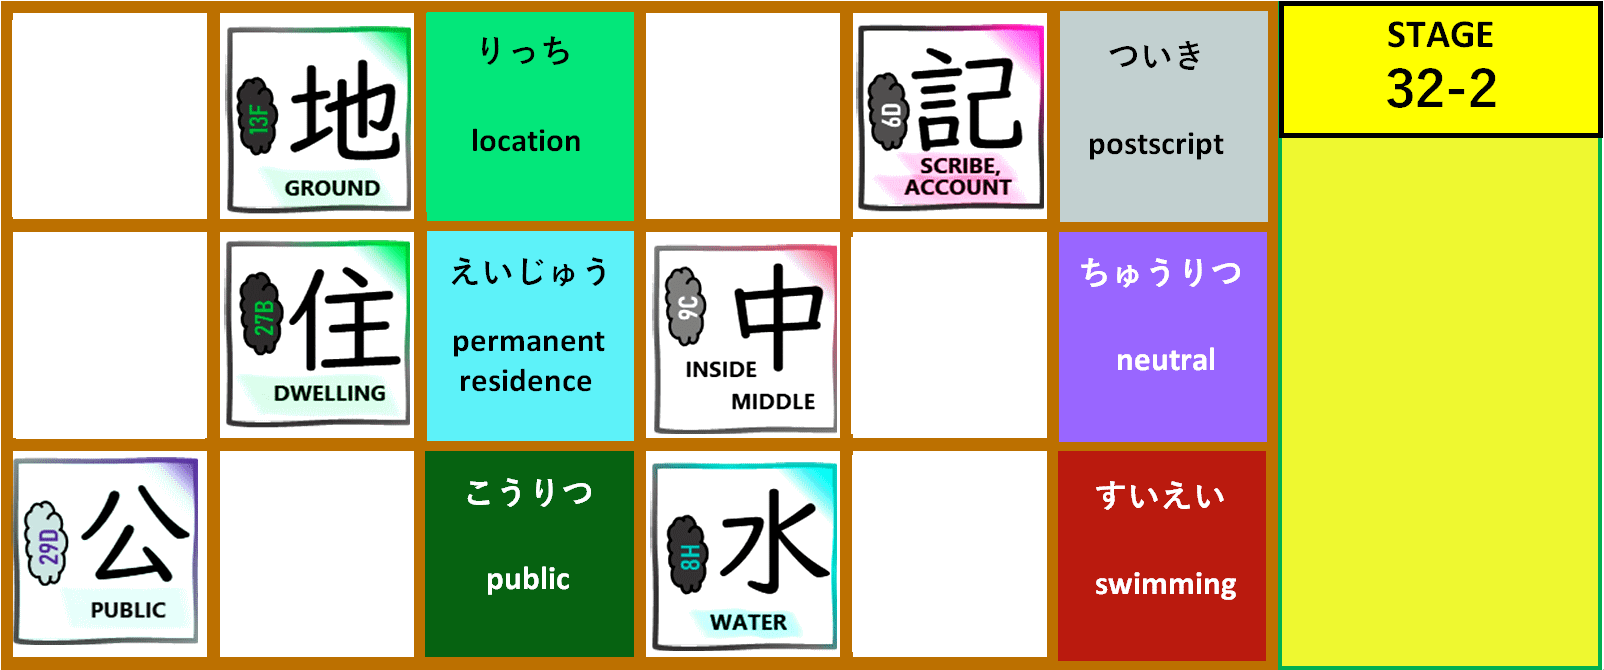 13F
地
GROUND
りっち
location
6D
記
SCRIBE,
ACCOUNT
ついき
postscript
STAGE
32-2
27B
住
DWELLING
えいじゅう
permanent
residence
9C
中
INSIDE
MIDDLE
ちゅうりつ
neutral
29D
公
PUBLIC
こうりつ
public
8H
水
WATER
すいえい
swimming